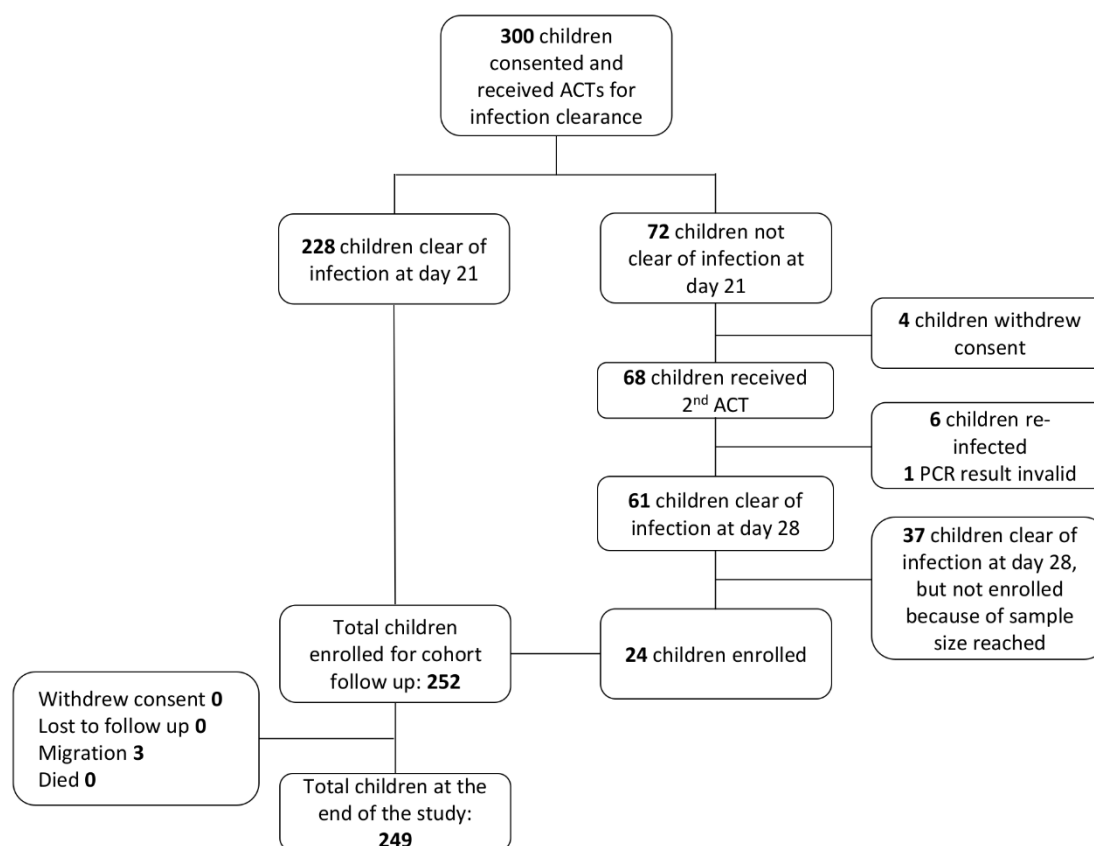 300 children
consented and
received ACTs for
infection clearance
228 children clear of
infection at day 21
72 children not
clear of infection at
day 21
4 children withdrew
consent
68 children received
2nd ACT
6 children re-
infected
1 PCR result invalid
61 children clear of
infection at day 28
37 children clear of
infection at day 28,
but not enrolled
because of sample
size reached
Total children
enrolled for cohort
follow up: 252
24 children enrolled
Withdrew consent 0
Lost to follow up 0
Migration 3
Died 0
Total children at the
end of the study:
249